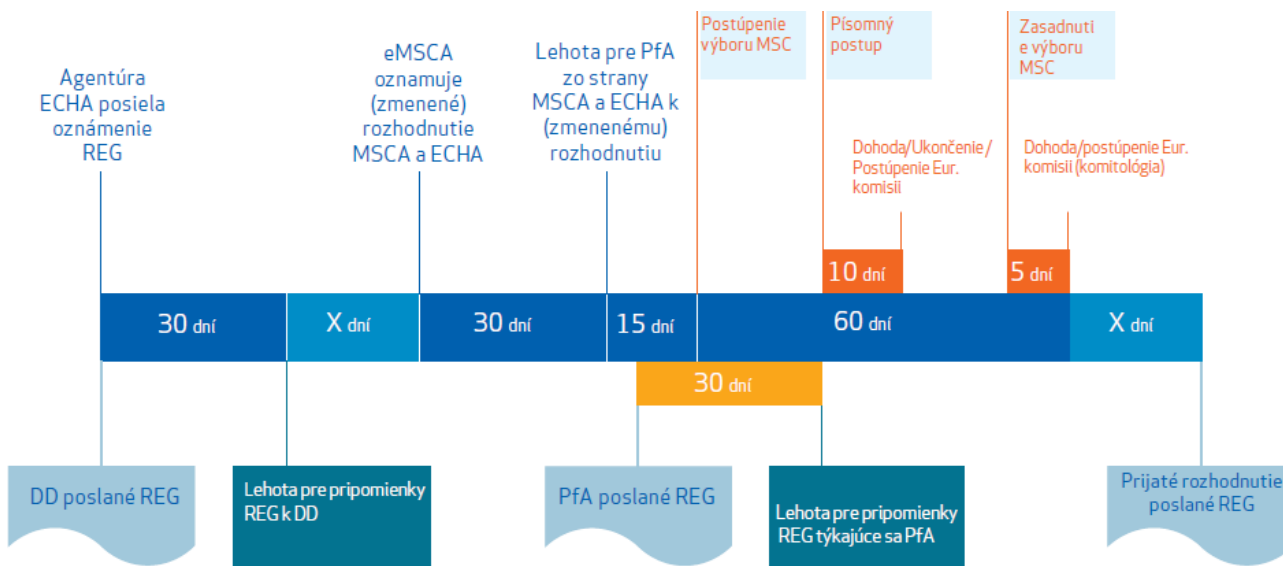 Agentúra
ECHA posiela
oznámenie
REG
eMSCA
oznamuje
(zmenené)
rozhodnutie
MSCA a ECHA
Lehota pre PfA
zo strany
MSCA a ECHA k
(zmenenému)
rozhodnutiu
Postúpenie
výboru MSC
Písomný
postup
Zasadnuti
e výboru
MSC
Dohoda/Ukončenie/
Postúpenie Eur.
komisii
Dohoda/postúpenie Eur.
komisii (komitológia)
10 dní
5 dní
30 dní
X dní
30 dní
15 dní
60 dní
X dní
30 dní
DD poslané REG
Lehota pre pripomienky
REG k DD
PfA poslané REG
Lehota pre pripomienky
REG týkajúce sa PfA
Prijaté rozhodnutie
poslané REG